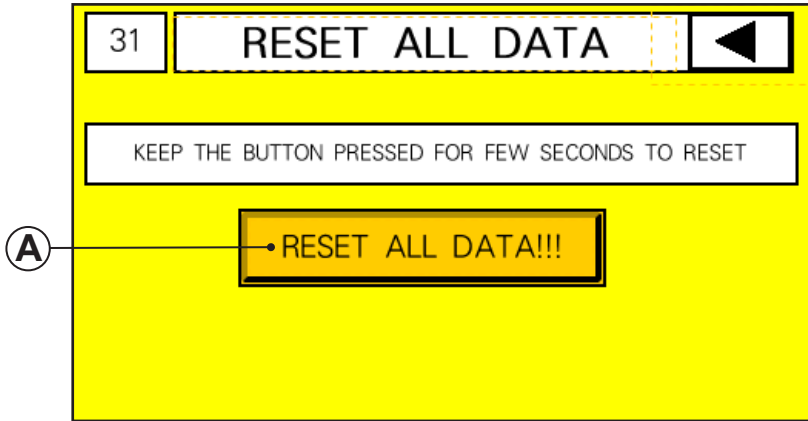 31 RESET ALL DATA
KEEP THE BUTTON PRESSED FOR FEW SECONDS TO RESET
A RESET ALL DATA!!!